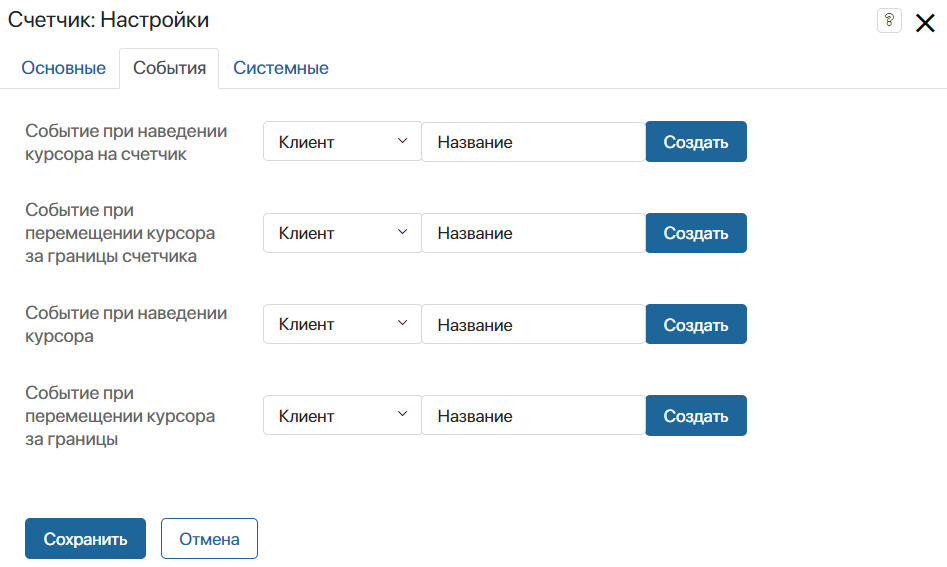 Счетчик: Настройки
?
Основные События Системные
Событие при наведении
курсора на счетчик
Клиент Название Создать
Событие при
перемещении курсора
за границы счетчика
Клиент Название Создать
Событие при наведении
курсора
Клиент Название Создать
Событие при
перемещении курсора
за границы
Клиент Название Создать
Сохранить Отмена